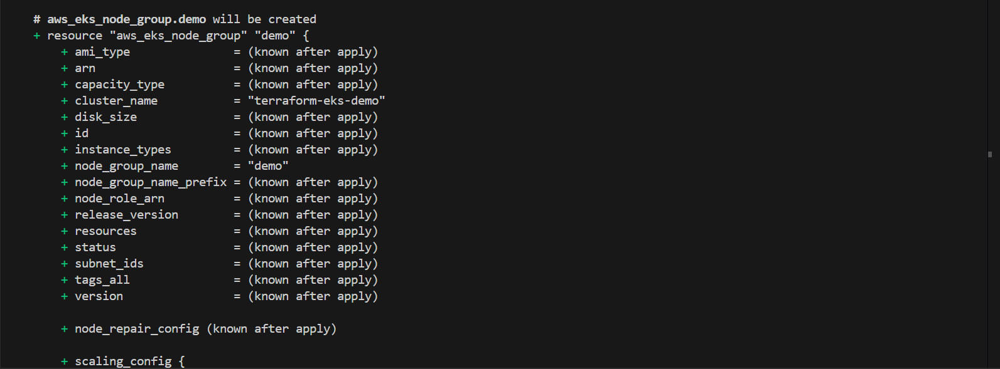 # aws_eks_node_group.demo will be created
+ resource "aws_eks_node_group" "demo" {
+ ami_type = (known after apply)
+ arn = (known after apply)
+ capacity_type = (known after apply)
+ cluster_name = "terraform-eks-demo"
+ disk_size = (known after apply)
+ id = (known after apply)
+ instance_types = (known after apply)
+ node_group_name = "demo"
+ node_group_name_prefix = (known after apply)
+ node_role_arn = (known after apply)
+ release_version = (known after apply)
+ resources = (known after apply)
+ status = (known after apply)
+ subnet_ids = (known after apply)
+ tags_all = (known after apply)
+ version = (known after apply)
+ node_repair_config (known after apply)
+ scaling_config {